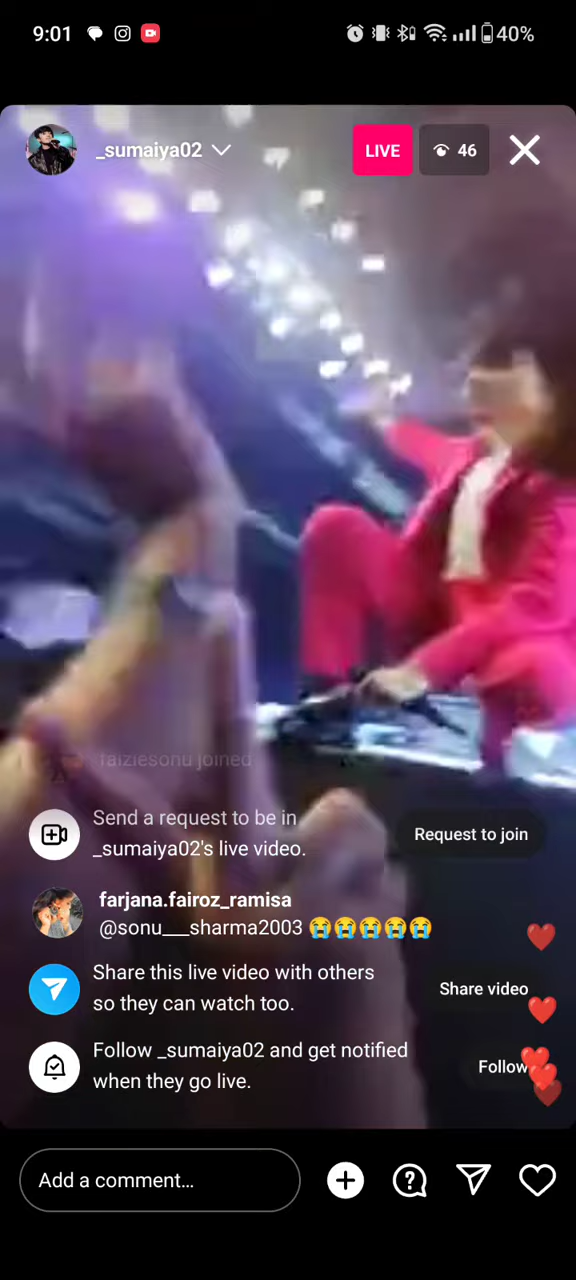 9:01
40%
_sumaiya02
LIVE
46
faiziesonu joined
Send a request to be in
_sumaiya02's live video.
Request to join
farjana.fairoz_ramisa
@sonu___sharma2003 😭😭😭😭😭
Share this live video with others
so they can watch too.
Share video
Follow _sumaiya02 and get notified
when they go live.
Follow
Add a comment...